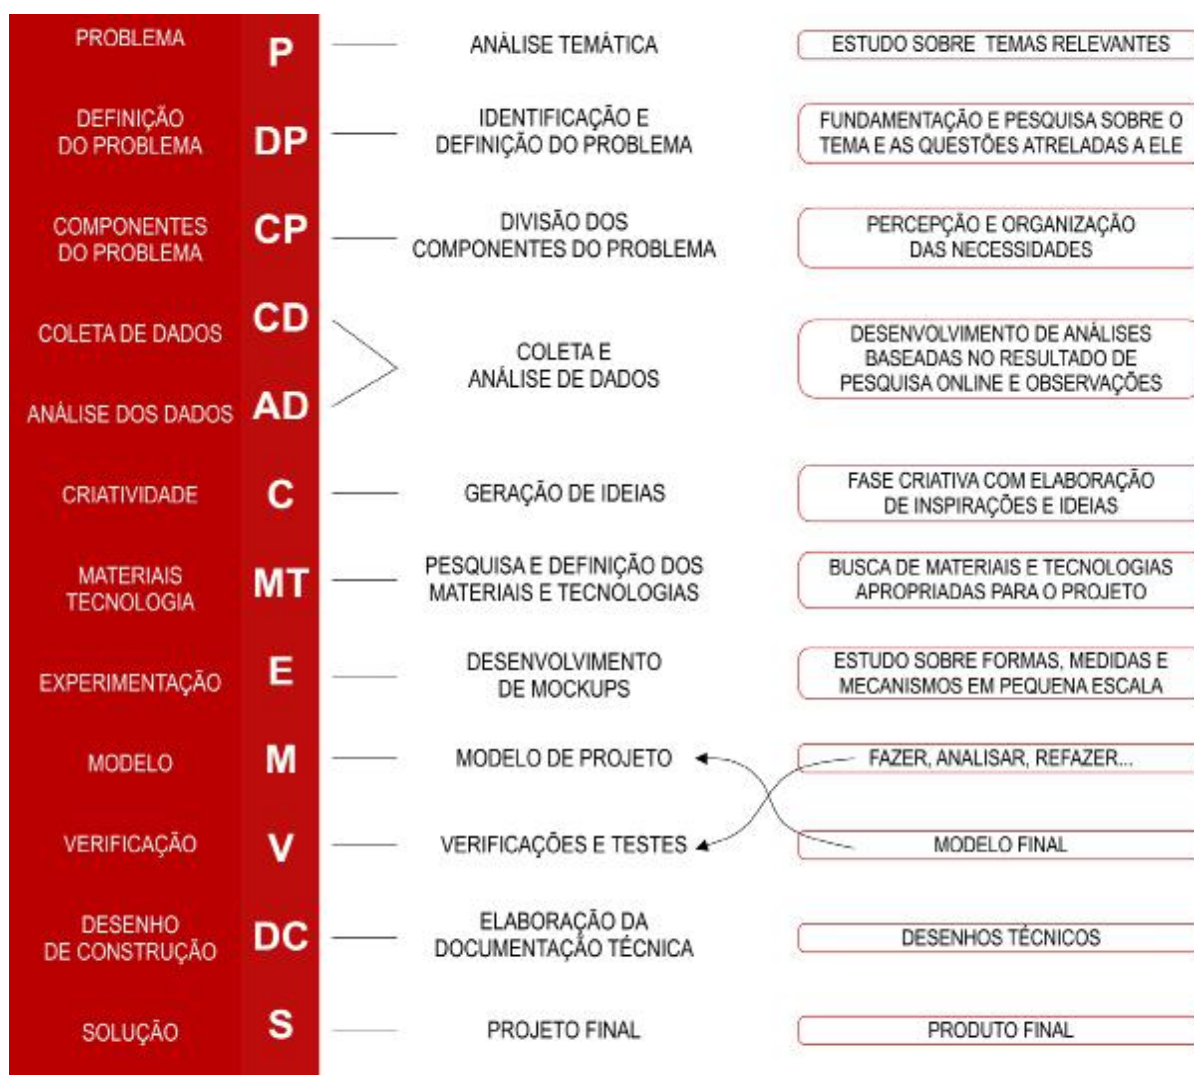 PROBLEMA
P
ANÁLISE TEMÁTICA
ESTUDO SOBRE TEMAS RELEVANTES
DEFINIÇÃO
DO PROBLEMA
DP
IDENTIFICAÇÃO E
DEFINIÇÃO DO PROBLEMA
FUNDAMENTAÇÃO E PESQUISA SOBRE O
TEMA E AS QUESTÕES ATRELADAS A ELE
COMPONENTES
DO PROBLEMA
CP
DIVISÃO DOS
COMPONENTES DO PROBLEMA
PERCEPÇÃO E ORGANIZAÇÃO
DAS NECESSIDADES
COLETA DE DADOS
CD
ANÁLISE DOS DADOS
AD
COLETA E
ANÁLISE DE DADOS
DESENVOLVIMENTO DE ANÁLISES
BASEADAS NO RESULTADO DE
PESQUISA ONLINE E OBSERVAÇÕES
CRIATIVIDADE
C
GERAÇÃO DE IDEIAS
FASE CRIATIVA COM ELABORAÇÃO
DE INSPIRAÇÕES E IDEIAS
MATERIAIS
TECNOLOGIA
MT
PESQUISA E DEFINIÇÃO DOS
MATERIAIS E TECNOLOGIAS
BUSCA DE MATERIAIS E TECNOLOGIAS
APROPRIADAS PARA O PROJETO
EXPERIMENTAÇÃO
E
DESENVOLVIMENTO
DE MOCKUPS
ESTUDO SOBRE FORMAS, MEDIDAS E
MECANISMOS EM PEQUENA ESCALA
MODELO
M
MODELO DE PROJETO
FAZER, ANALISAR, REFAZER...
VERIFICAÇÃO
V
VERIFICAÇÕES E TESTES
MODELO FINAL
DESENHO
DE CONSTRUÇÃO
DC
ELABORAÇÃO DA
DOCUMENTAÇÃO TÉCNICA
DESENHOS TÉCNICOS
SOLUÇÃO
S
PROJETO FINAL
PRODUTO FINAL